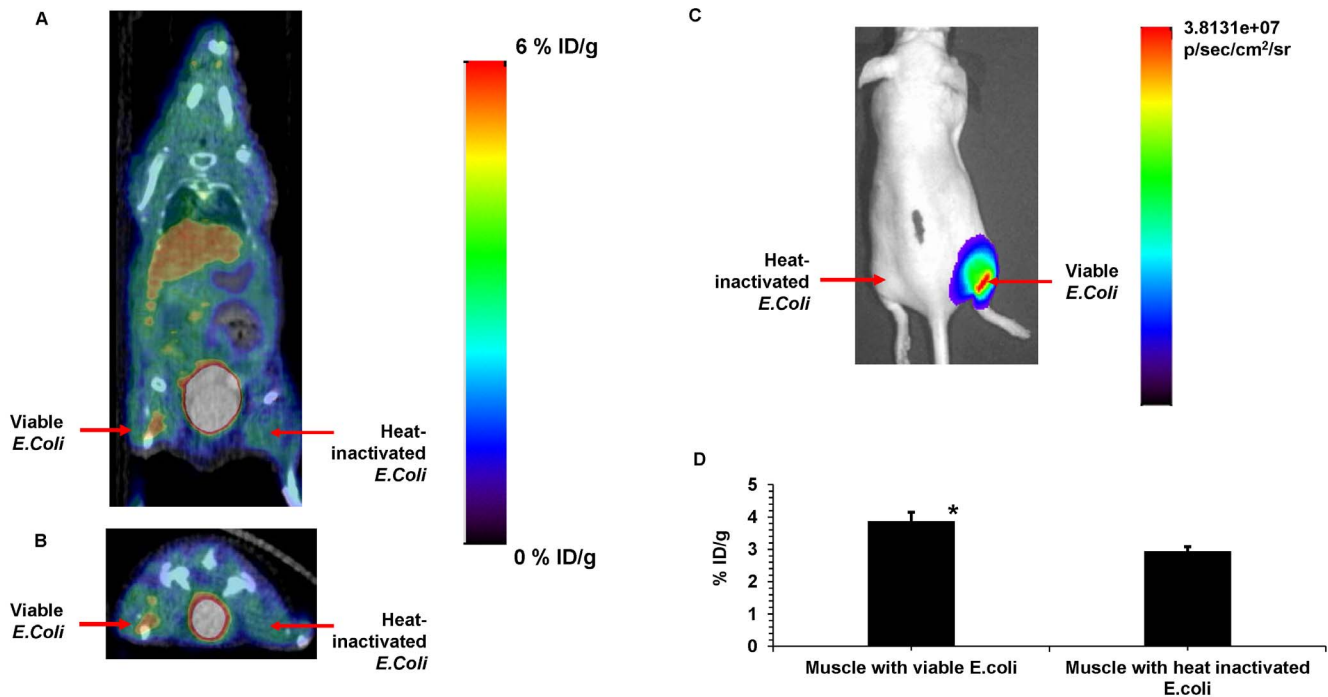 A
6 % ID/g
0 % ID/g
Viable
E.Coli
Heat-
inactivated
E.Coli
B
Viable
E.Coli
Heat-
inactivated
E.Coli
C
3.8131e+07
p/sec/cm²/sr
Heat-
inactivated
E.Coli
Viable
E.Coli
D
% ID/g
5
4
3
2
1
0
*
Muscle with viable E.coli
Muscle with heat inactivated
E.coli